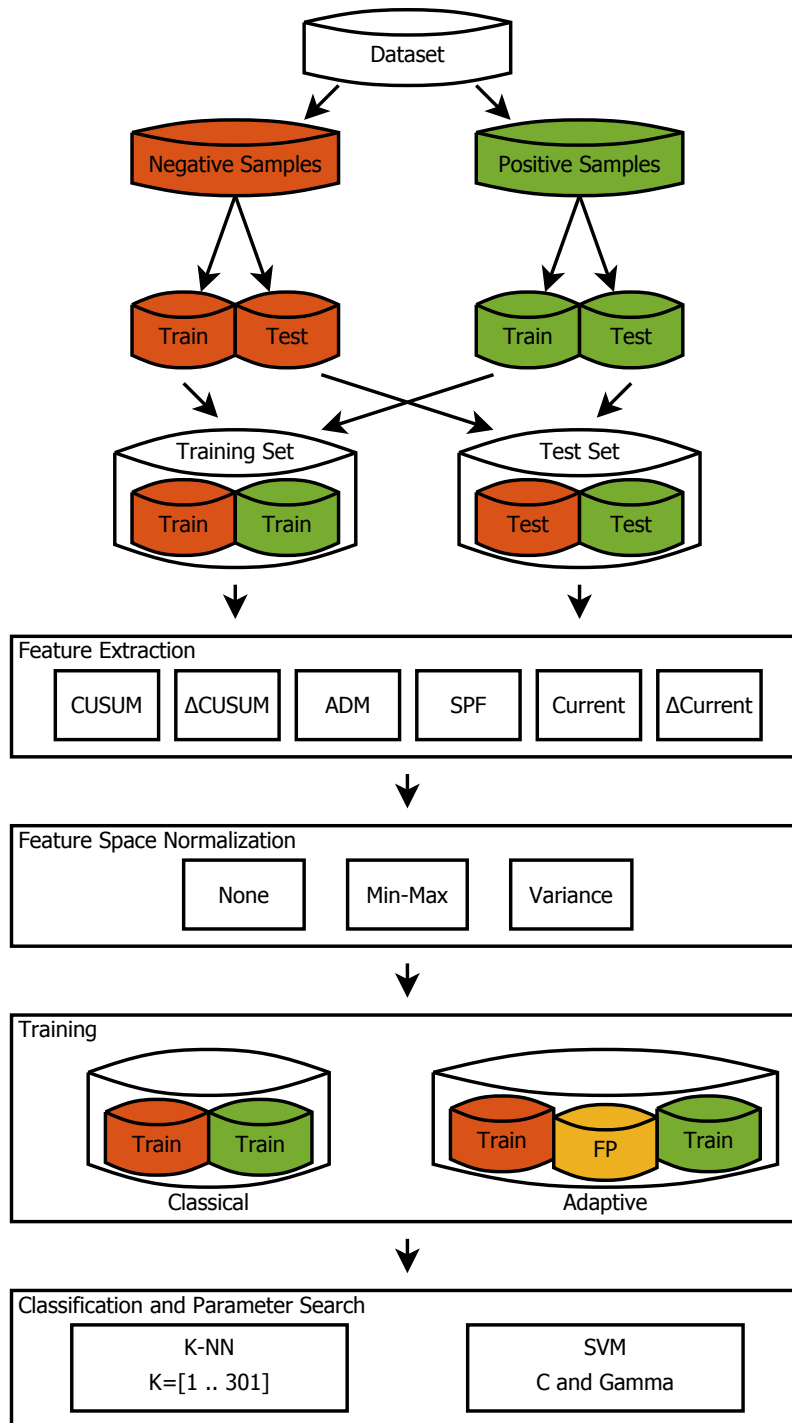 Dataset
Negative Samples
Positive Samples
Train
Test
Train
Test
Training Set
Test Set
Train
Train
Test
Test
Feature Extraction
CUSUM
ΔCUSUM
ADM
SPF
Current
ΔCurrent
Feature Space Normalization
None
Min-Max
Variance
Training
Train
Train
Classical
Train
FP
Train
Adaptive
Classification and Parameter Search
K-NN
K=[1 .. 301]
SVM
C and Gamma